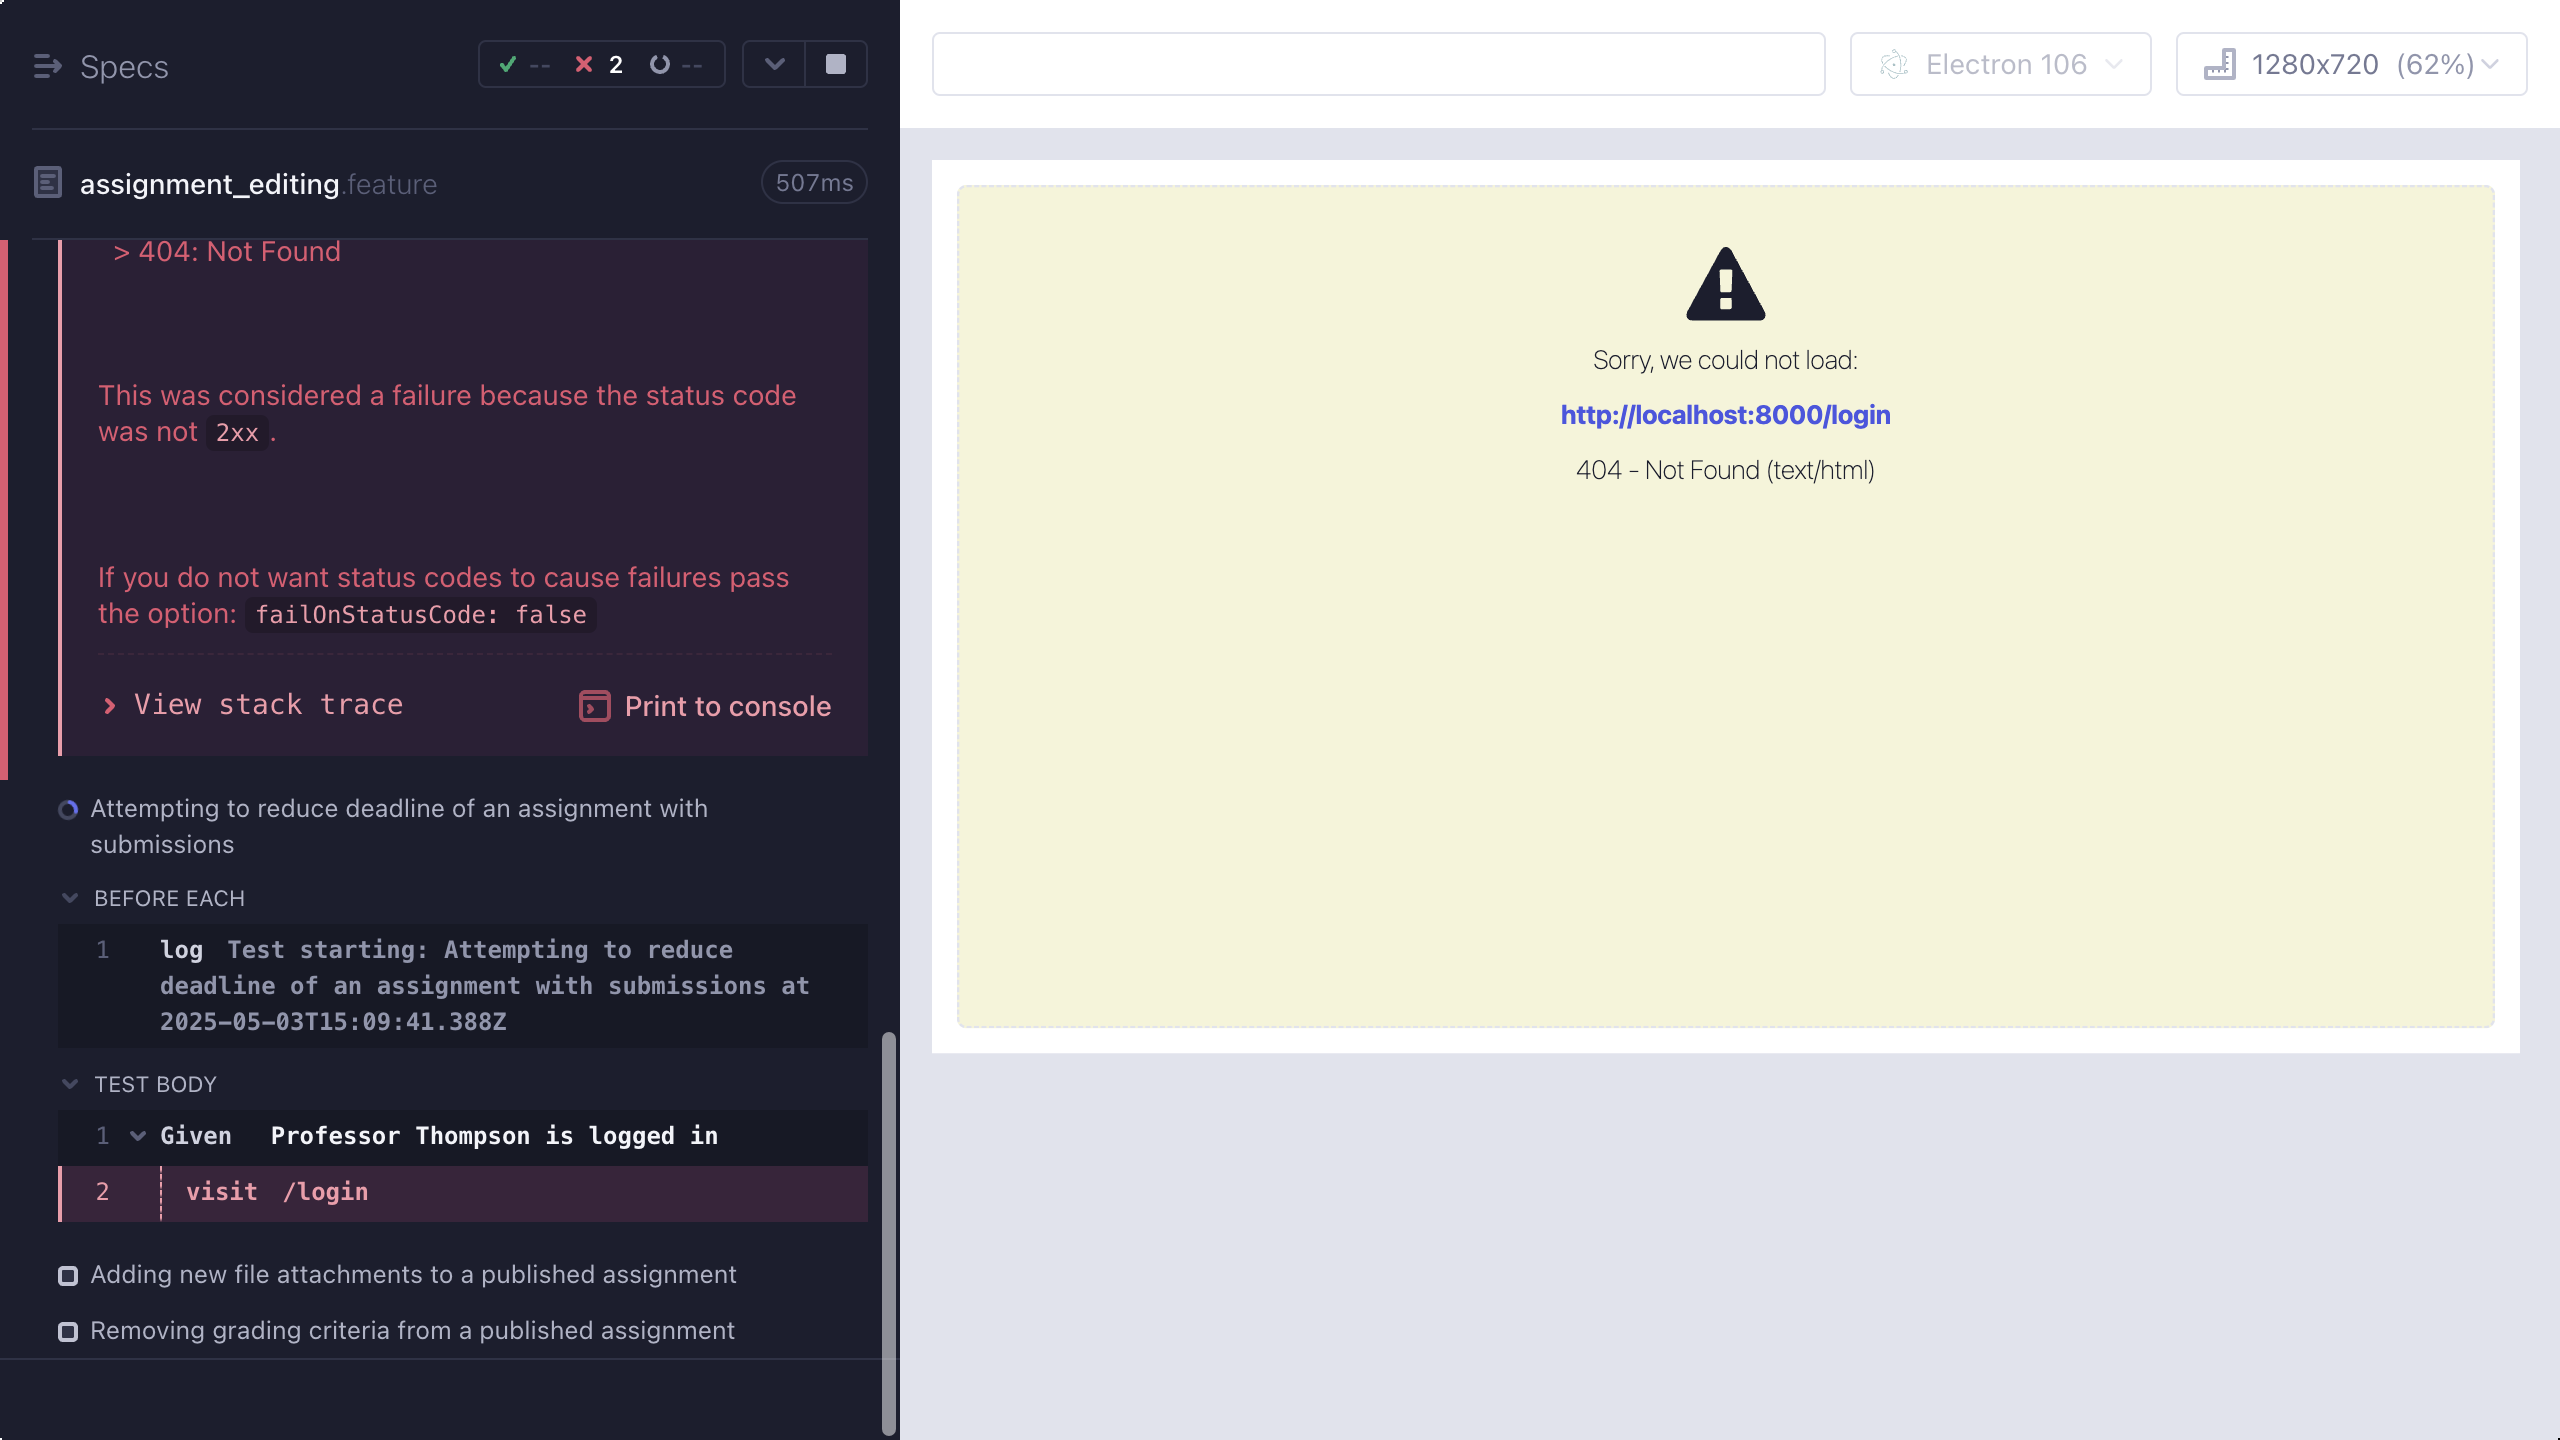 Specs
-- 2 --
assignment_editing.feature 507ms
> 404: Not Found
This was considered a failure because the status code
was not 2xx.
If you do not want status codes to cause failures pass
the option: failOnStatusCode: false
View stack trace
Print to console
Attempting to reduce deadline of an assignment with
submissions
BEFORE EACH
1 log Test starting: Attempting to reduce
deadline of an assignment with submissions at
2025-05-03T15:09:41.388Z
TEST BODY
1 Given Professor Thompson is logged in
2 visit /login
Adding new file attachments to a published assignment
Removing grading criteria from a published assignment
Electron 106
1280x720 (62%)
Sorry, we could not load:
http://localhost:8000/login
404 - Not Found (text/html)